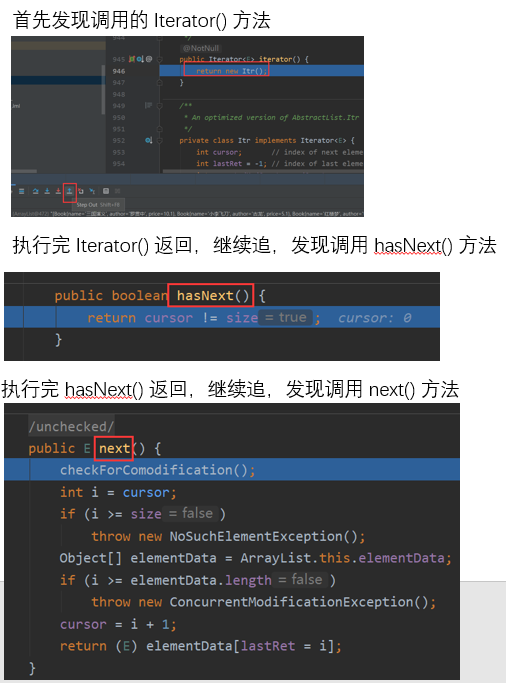 首先发现调用的 Iterator() 方法
944
*/
@NotNull
945 public Iterator<E> iterator() {
946 return new Itr();
947 }
948
949 /**
950 * An optimized version of AbstractList.Itr
951 */
952 private class Itr implements Iterator<E> {
953 int cursor; // index of next eleme
954 int lastRet = -1; // index of last eleme
Step Out Shift+F8
执行完 Iterator() 返回，继续追，发现调用 hasNext() 方法
public boolean hasNext() {
return cursor != size = true ; cursor: 0
}
执行完 hasNext() 返回，继续追，发现调用 next() 方法
/unchecked/
public E next() {
checkForComodification();
int i = cursor;
if (i >= size = false )
throw new NoSuchElementException();
Object[] elementData = ArrayList.this.elementData;
if (i >= elementData.length = false )
throw new ConcurrentModificationException();
cursor = i + 1;
return (E) elementData[lastRet = i];
}